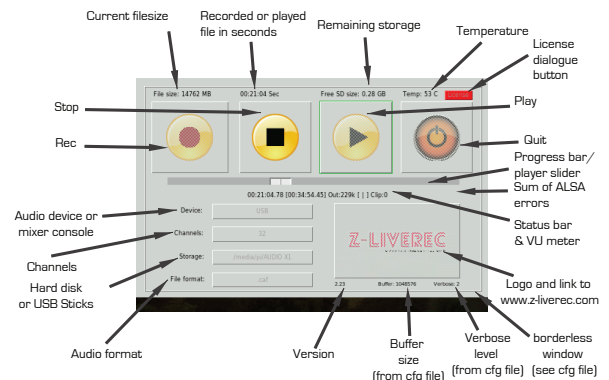 Current filesize
Recorded or played
file in seconds
Remaining storage
Temperature
License
dialogue
button
File size: 14762 MB
00:21:04 Sec
Free SD size: 0.28 GB
Temp: 53 C
License
Stop
Play
Rec
Quit
Progress bar/
player slider
Sum of ALSA
errors
00:21:04.78 [00:34:54.45] Out:229k [ | ] Clip:0
Status bar
& VU meter
Audio device or
mixer console
Device:
USB
Channels:
32
Z-LIVEREC
Channels
Storage:
/media/pi/AUDIO XL
Hard disk
or USB Sticks
File format:
.caf
Logo and link to
www.z-liverec.com
2.23
Buffer: 1048576
Verbose: 2
Audio format
Version
Buffer
size
(from cfg file)
Verbose
level
(from cfg file)
borderless
window
(see cfg file)